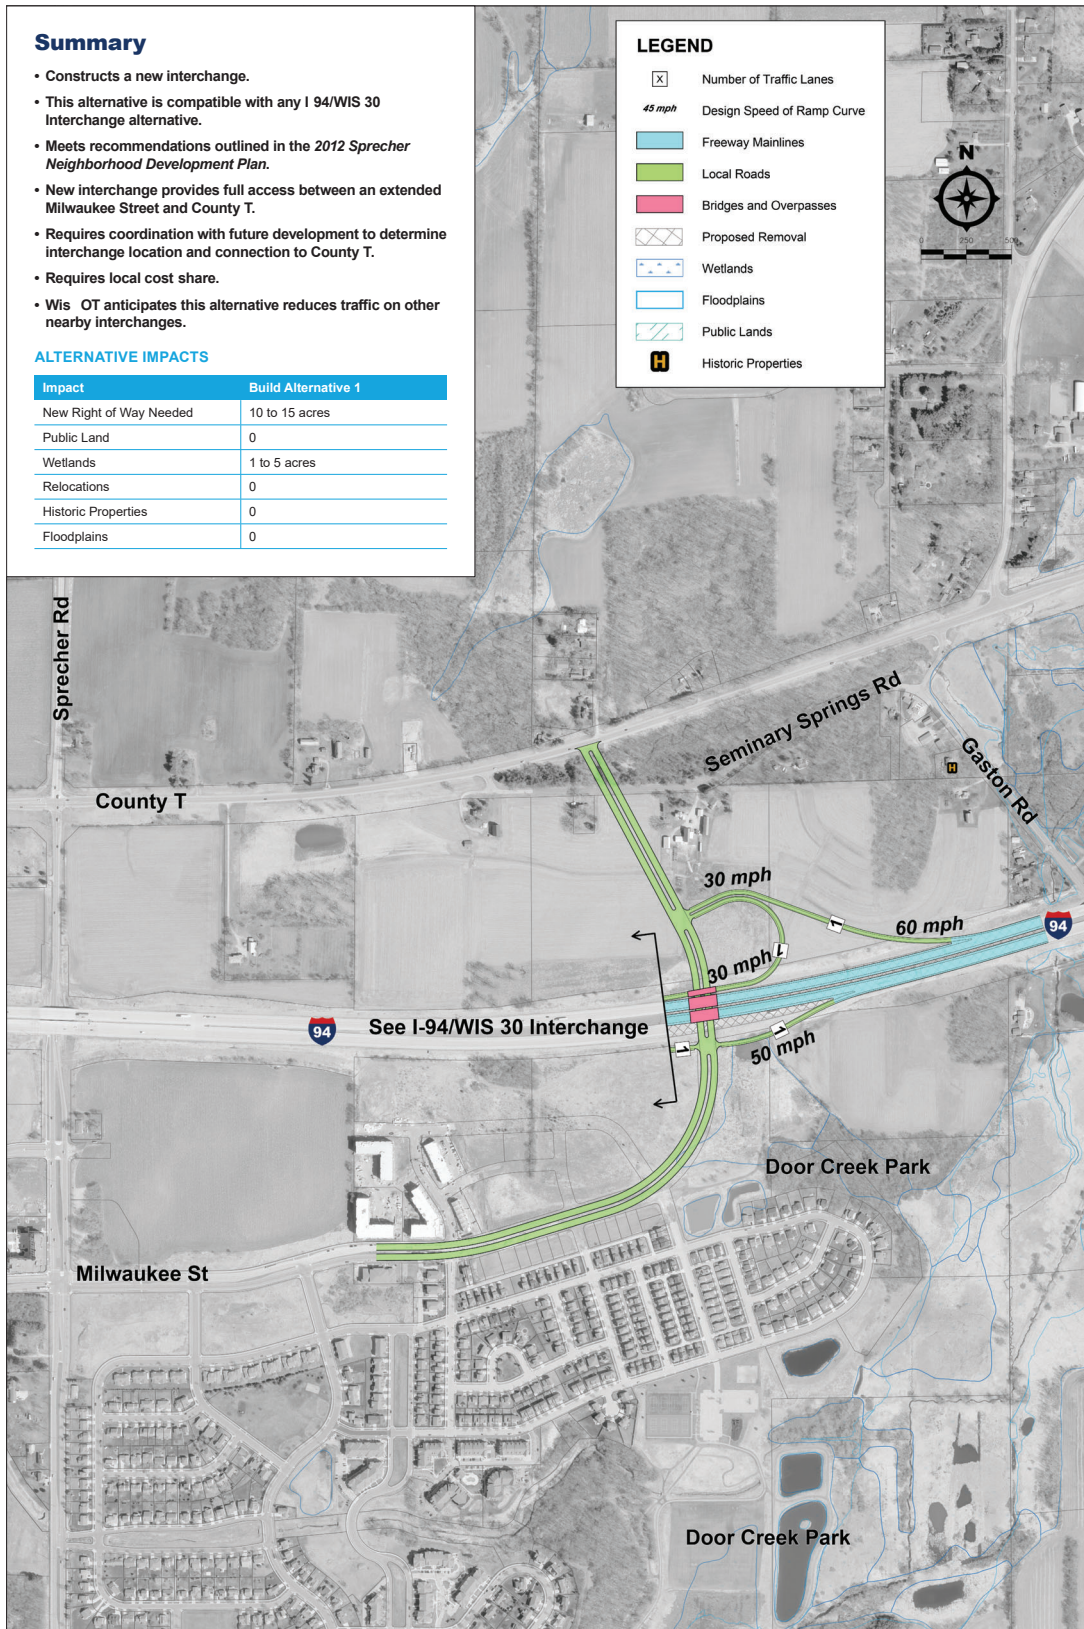 Summary
• Constructs a new interchange.
• This alternative is compatible with any I 94/WIS 30
Interchange alternative.
• Meets recommendations outlined in the 2012 Sprecher
Neighborhood Development Plan.
• New interchange provides full access between an extended
Milwaukee Street and County T.
• Requires coordination with future development to determine
interchange location and connection to County T.
• Requires local cost share.
• Wis OT anticipates this alternative reduces traffic on other
nearby interchanges.
ALTERNATIVE IMPACTS
Impact Build Alternative 1
New Right of Way Needed 10 to 15 acres
Public Land 0
Wetlands 1 to 5 acres
Relocations 0
Historic Properties 0
Floodplains 0
LEGEND
X Number of Traffic Lanes
45 mph Design Speed of Ramp Curve
Freeway Mainlines
Local Roads
Bridges and Overpasses
Proposed Removal
Wetlands
Floodplains
Public Lands
H Historic Properties
N
0 250 500
Sprecher Rd
County T
Seminary Springs Rd
Gaston Rd
H
30 mph
1
60 mph
94
1
30 mph
94
See I-94/WIS 30 Interchange
1
1
50 mph
Door Creek Park
Milwaukee St
Door Creek Park